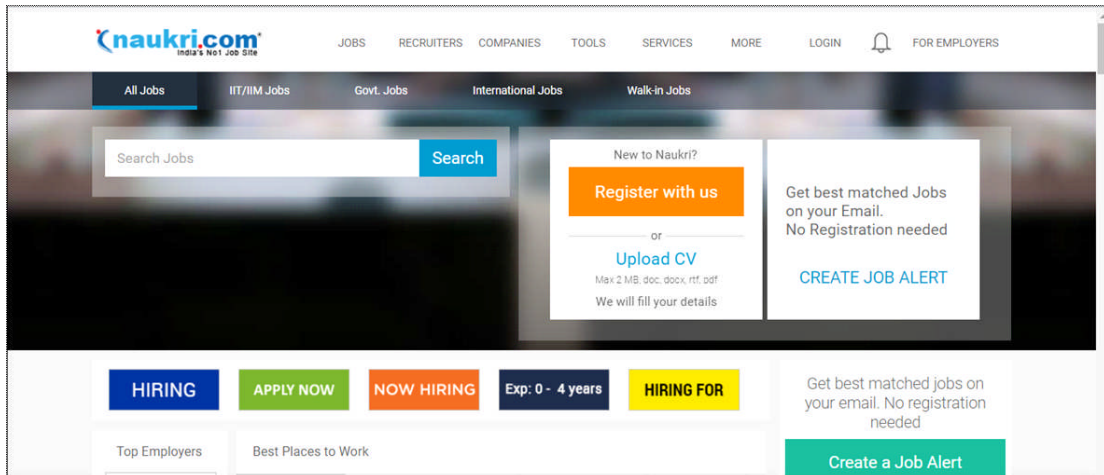 naukri.com
India's No1 Job Site
JOBS RECRUITERS COMPANIES TOOLS SERVICES MORE LOGIN FOR EMPLOYERS
All Jobs IIT/IIM Jobs Govt. Jobs International Jobs Walk-in Jobs
Search Jobs Search
New to Naukri?
Register with us
or
Upload CV
Max 2 MB, doc, docx, rtf, pdf
We will fill your details
Get best matched Jobs
on your Email.
No Registration needed
CREATE JOB ALERT
HIRING APPLY NOW NOW HIRING Exp: 0 - 4 years HIRING FOR
Get best matched jobs on
your email. No registration
needed
Create a Job Alert
Top Employers Best Places to Work